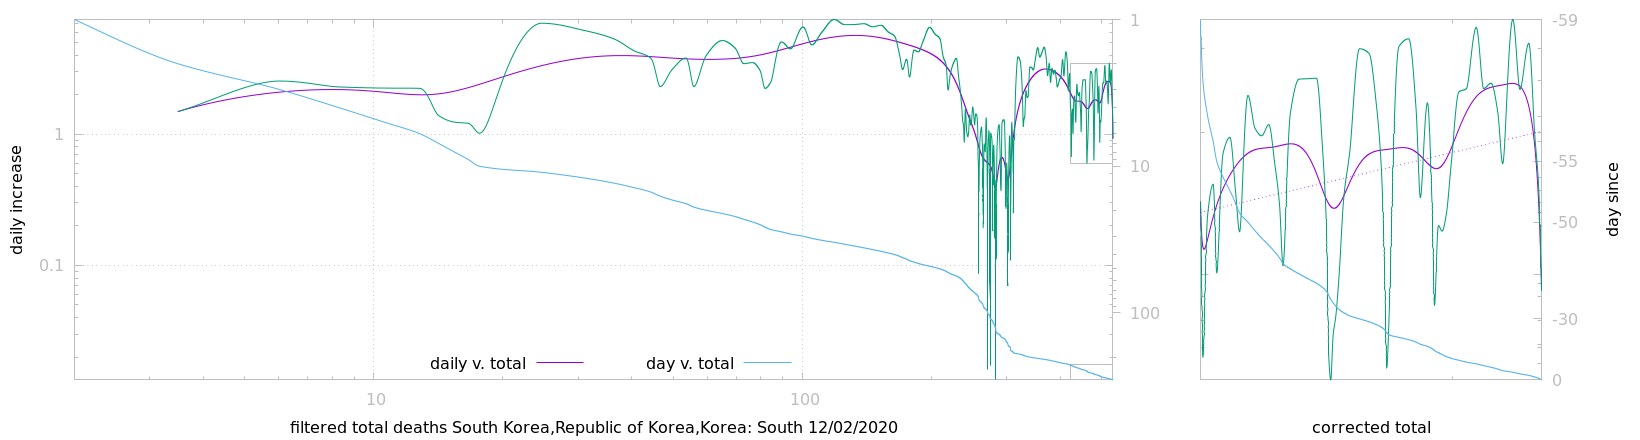 daily increase
1
0.1
10
100
1
10
100
daily v. total
day v. total
filtered total deaths South Korea,Republic of Korea,Korea: South 12/02/2020
-59
-55
-50
-30
0
day since
corrected total